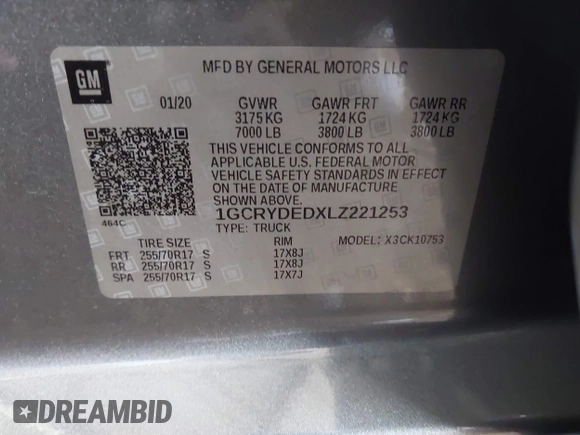 GM
MFD BY GENERAL MOTORS LLC
01/20 GVWR GAWR FRT GAWR RR
3175 KG 1724 KG 1724 KG
7000 LB 3800 LB 3800 LB
THIS VEHICLE CONFORMS TO ALL
APPLICABLE U.S. FEDERAL MOTOR
VEHICLE SAFETY STANDARDS IN EFFECT
ON THE DATE OF MANUFACTURE
SHOWN ABOVE.
464C
1GCRYDEDXLZ221253
TYPE: TRUCK MODEL: X3CK10753
TIRE SIZE RIM
FRT 255/70R17 S 17X8J
RR 255/70R17 S 17X8J
SPA 255/70R17 S 17X7J
DREAMBID